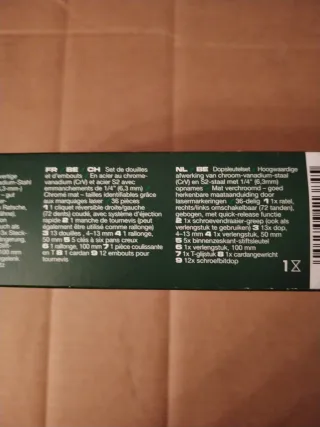 FR BE CH Set de douilles
et d'embouts En acier au chrome-
vanadium (CrV) et acier S2 avec
emmanchements de 1/4" (6,3 mm)
Chromé mat – tailles identifiables grâce
aux marquages laser 36 pièces
1 1 cliquet réversible droite/gauche
(72 dents) coudé, avec système d'éjection
rapide 2 1 manche de tournevis (peut
également être utilisé comme rallonge)
3 13 douilles , 4–13 mm 4 1 rallonge,
50 mm 5 5 clés à six pans creux
6 1 rallonge, 100 mm 7 1 pièce coulissante
en T 8 1 cardan 9 12 embouts pour
tournevis
NL BE Dopsleutelset Hoogwaardige
afwerking van chroom-vanadium-staal
(CrV) en S2-staal met 1/4" (6,3mm)
opnames Mat verchroomd – goed
herkenbare maataanduiding door
lasermarkeringen 36-delig 1 1x ratel,
rechts/links omschakelbaar (72 tanden),
gebogen, met quick-release functie
2 1x schroevendraaier-greep (ook als
verlengstuk te gebruiken) 3 13x dop,
4–13 mm 4 1x verlengstuk, 50 mm
5 5x binnenzeskant-stiftsleutel
6 1x verlengstuk, 100 mm
7 1x T-glijstuk 8 1x cardangewricht
9 12x schroefbitdop
1